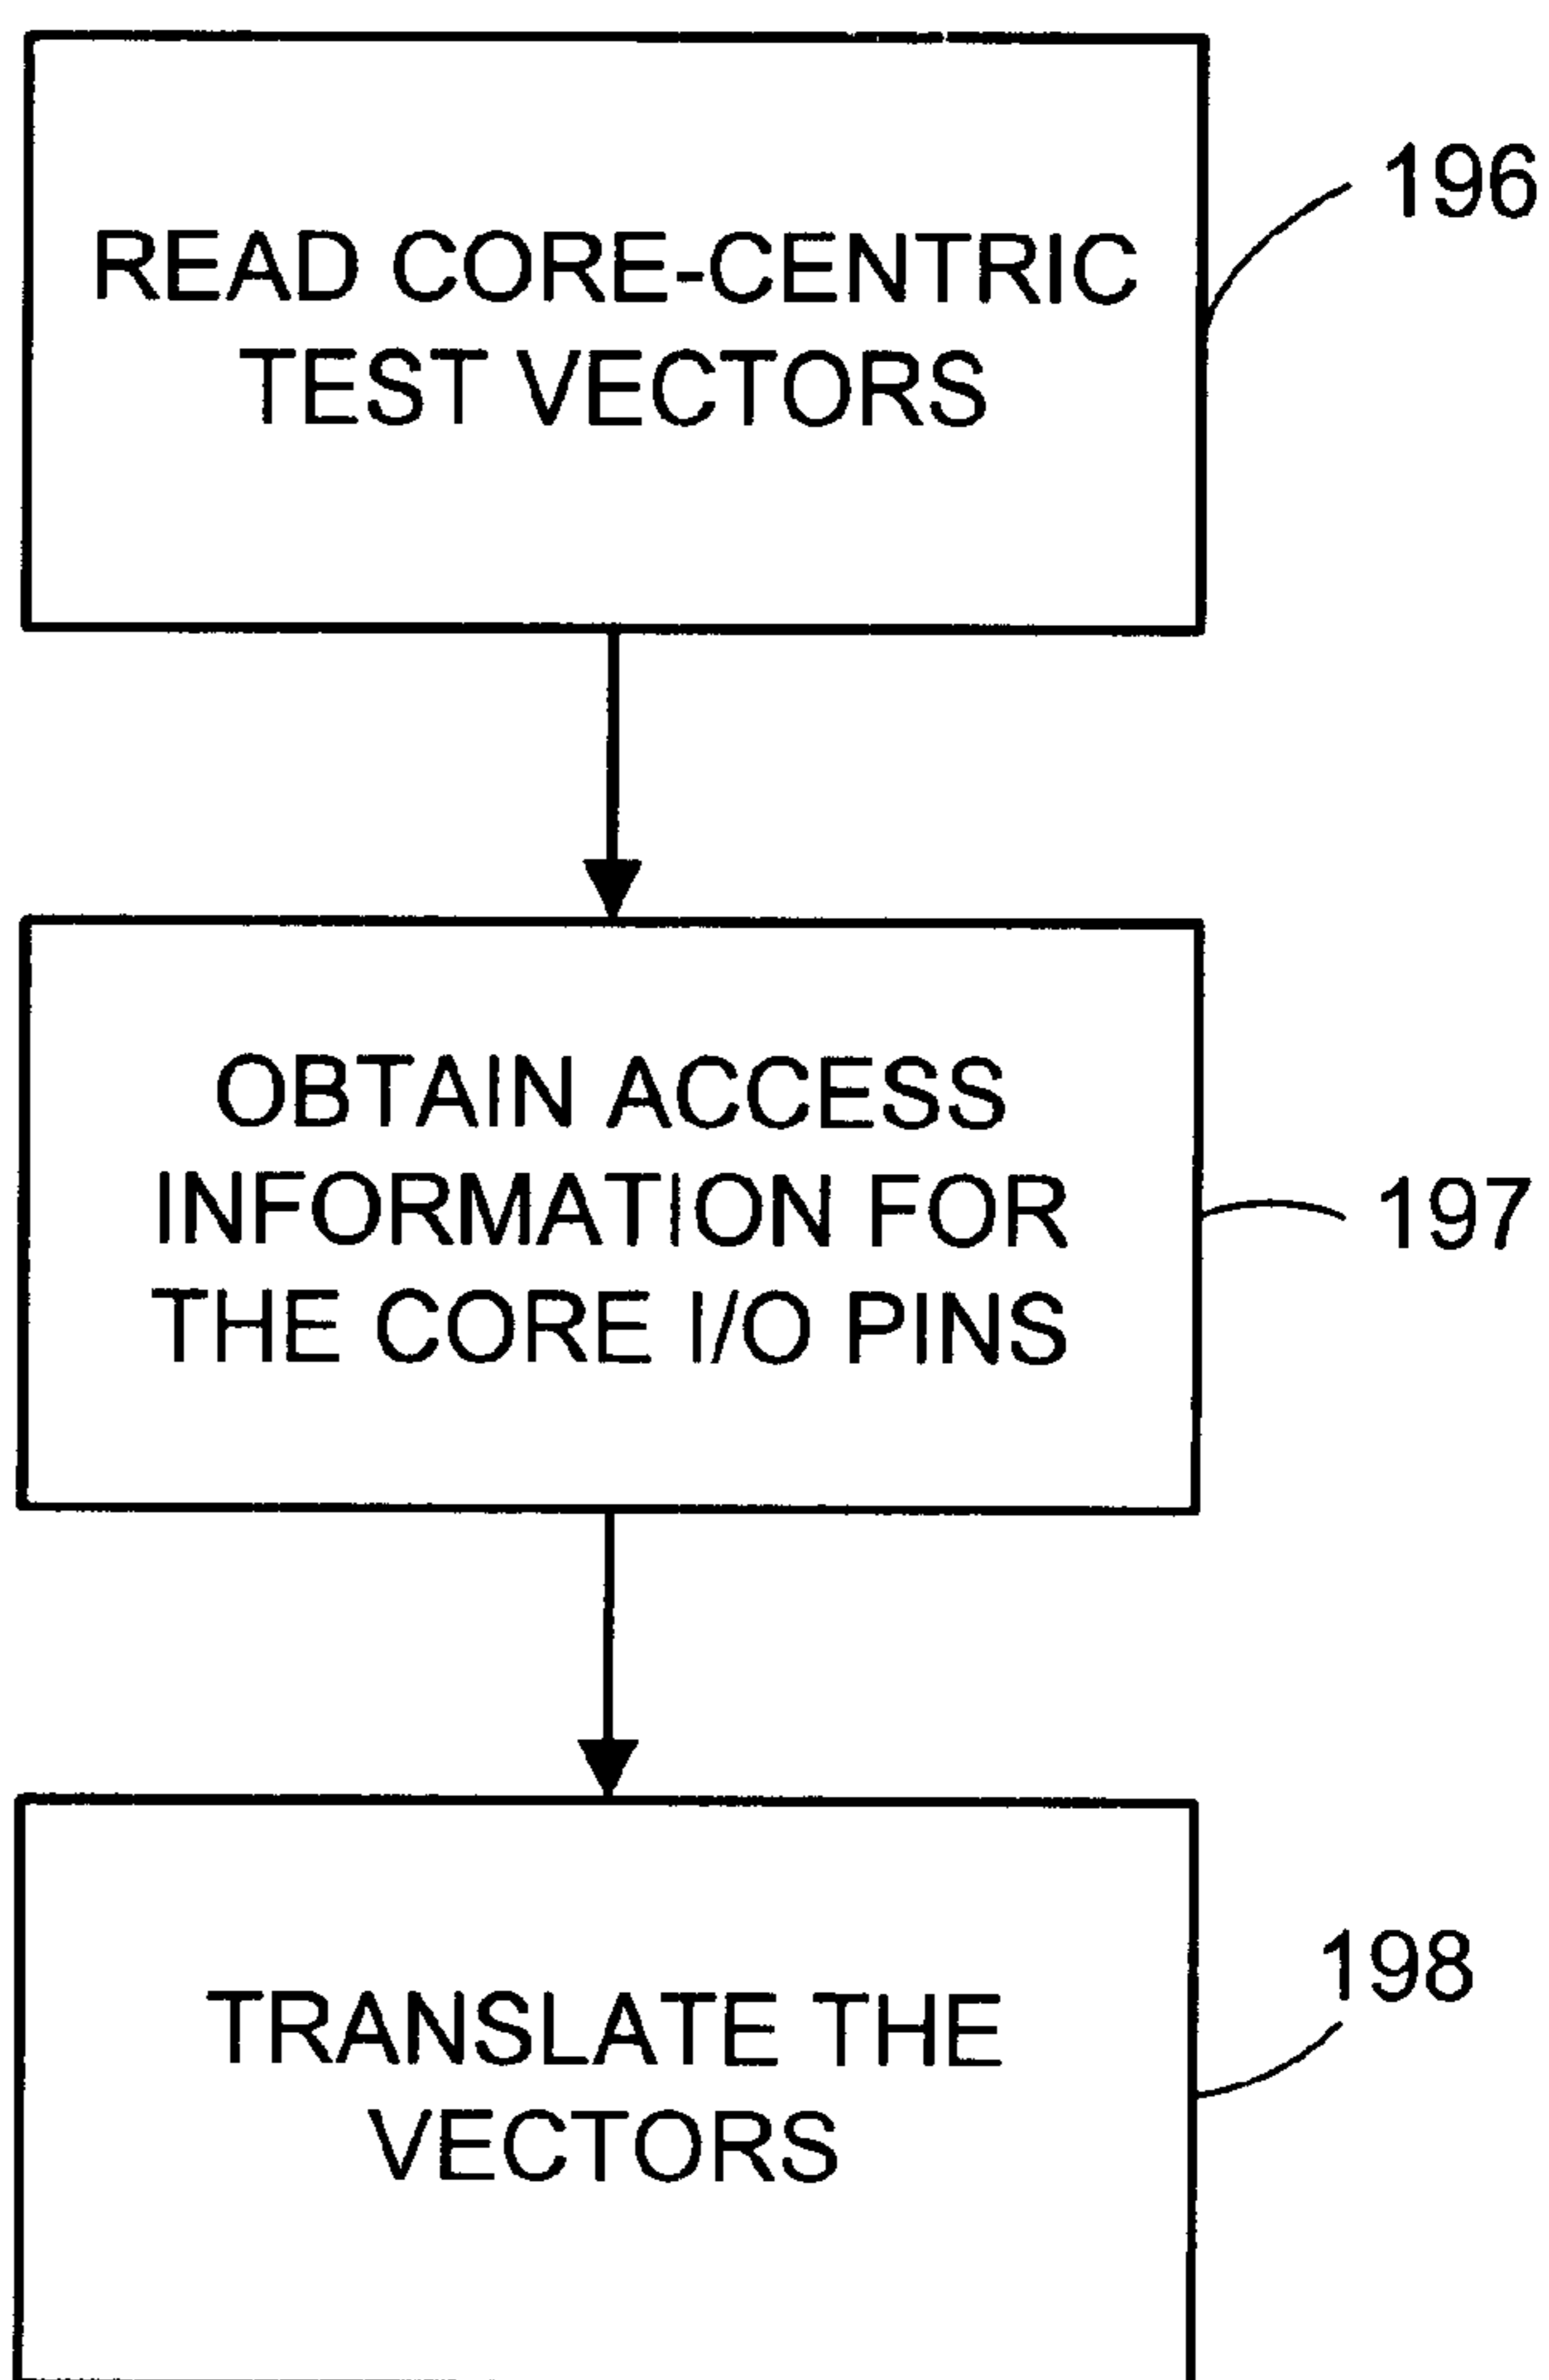 READ CORE-CENTRIC
TEST VECTORS
196
OBTAIN ACCESS
INFORMATION FOR
THE CORE I/O PINS
197
TRANSLATE THE
VECTORS
198